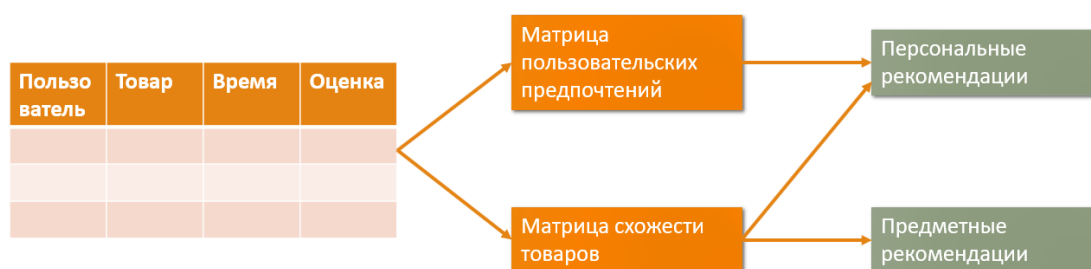 Пользо
ватель
Товар
Время
Оценка
Матрица
пользовательских
предпочтений
Матрица схожести
товаров
Персональные
рекомендации
Предметные
рекомендации